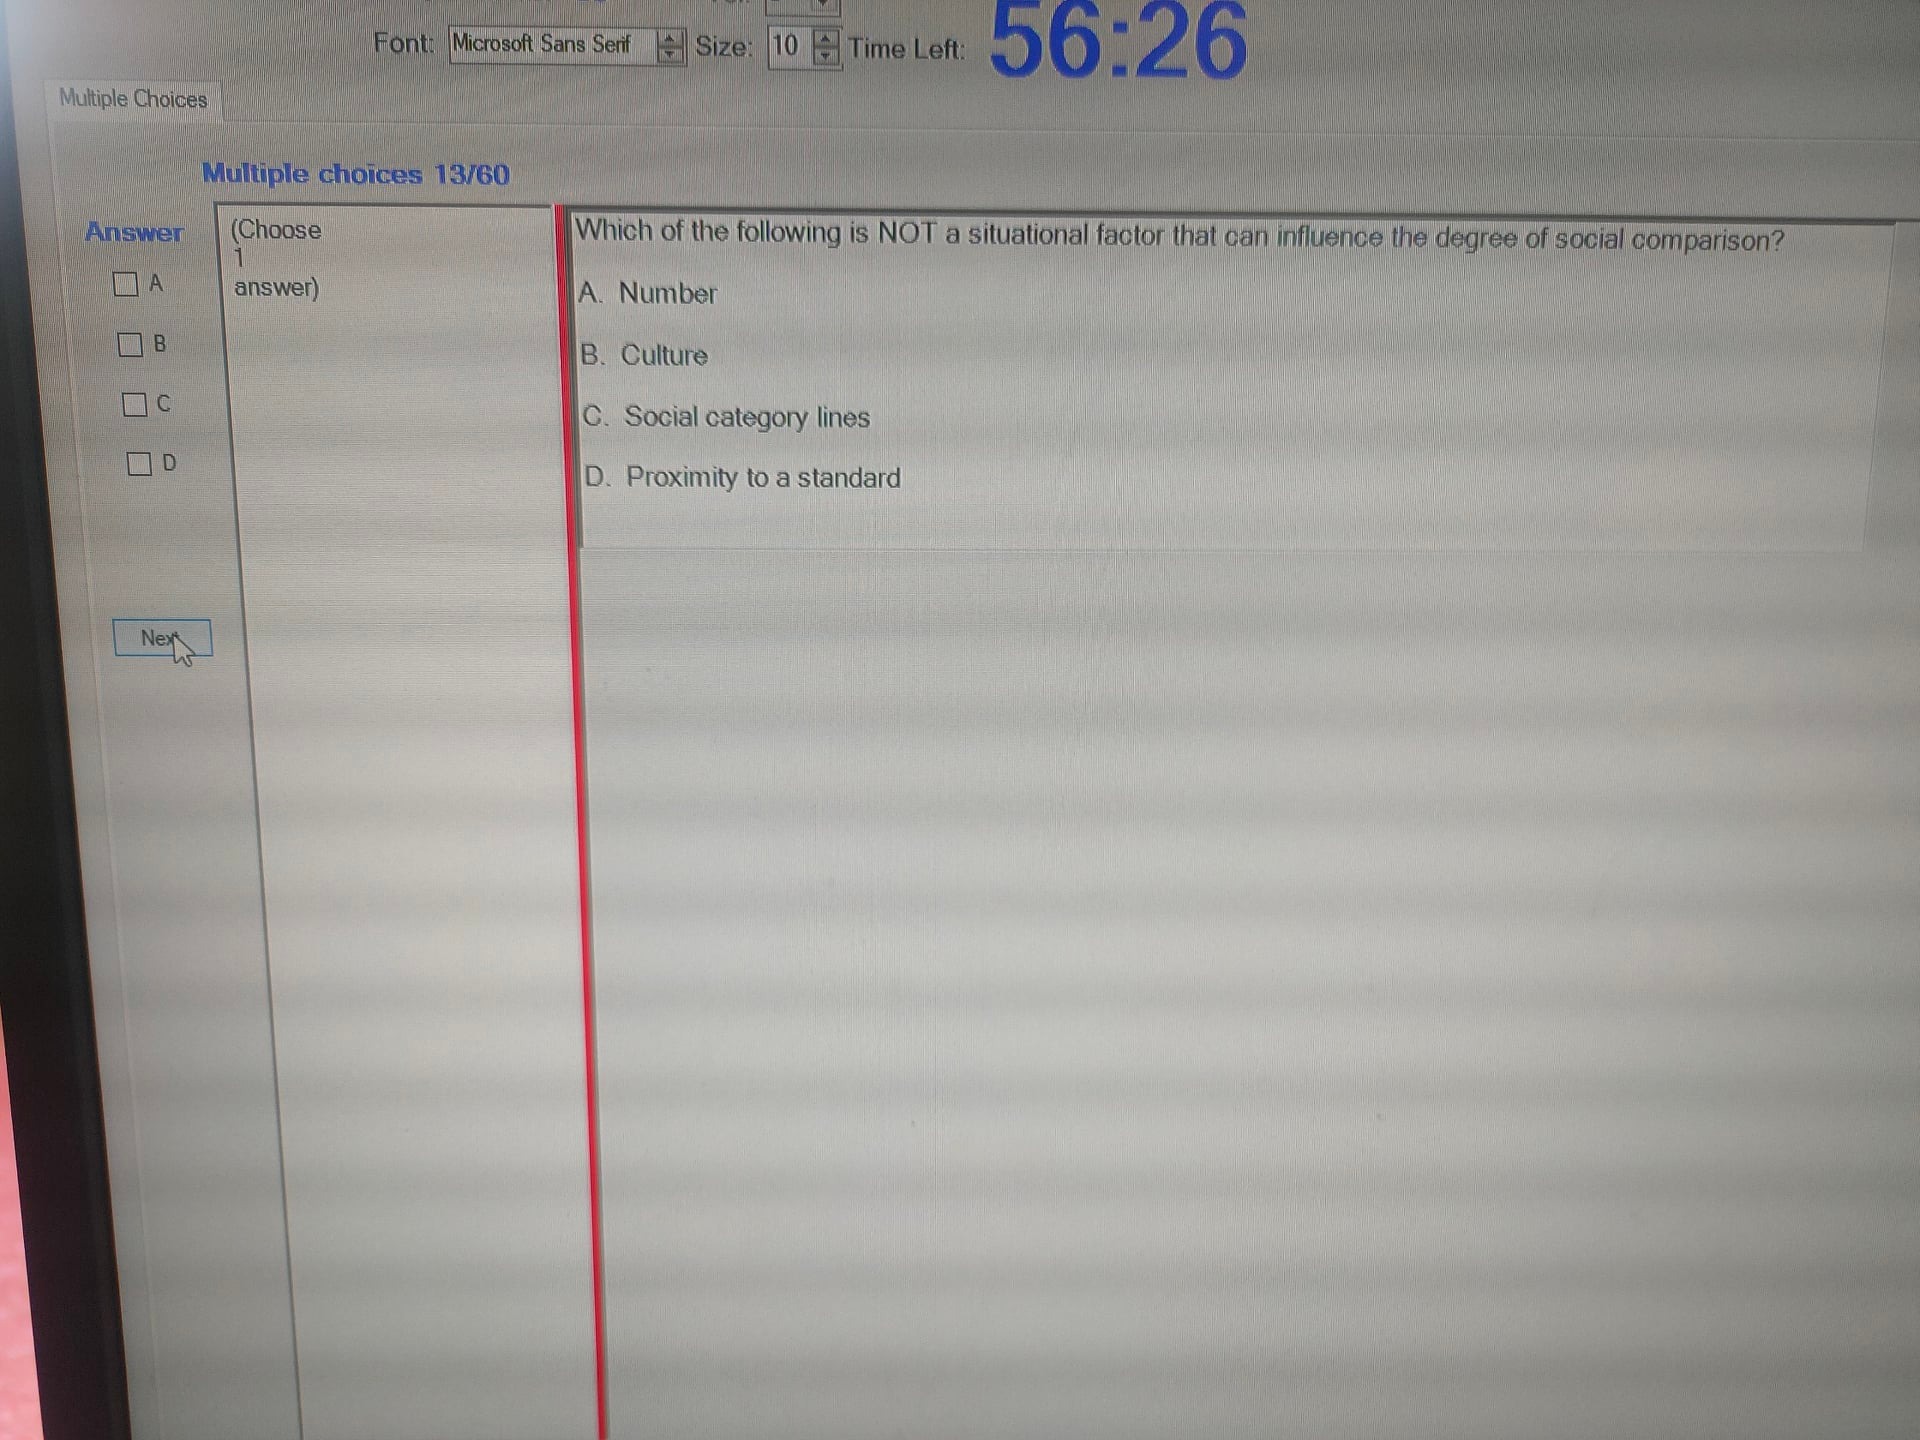 Font: Microsoft Sans Serif Size: 10 Time Left: 56:26
Multiple Choices
Multiple choices 13/60
Answer
A
B
C
D
Next
(Choose
1
answer)
Which of the following is NOT a situational factor that can influence the degree of social comparison?
A. Number
B. Culture
C. Social category lines
D. Proximity to a standard